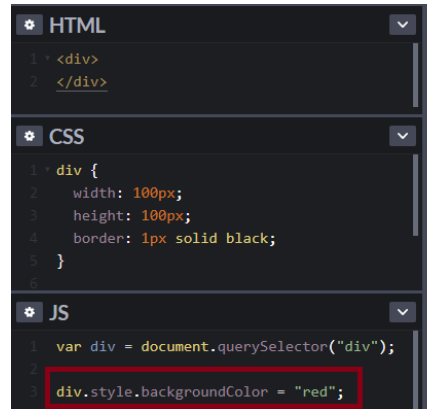 HTML
1 <div>
2 </div>
CSS
1 div {
2 width: 100px;
3 height: 100px;
4 border: 1px solid black;
5 }
6
JS
1 var div = document.querySelector("div");
2
3 div.style.backgroundColor = "red";